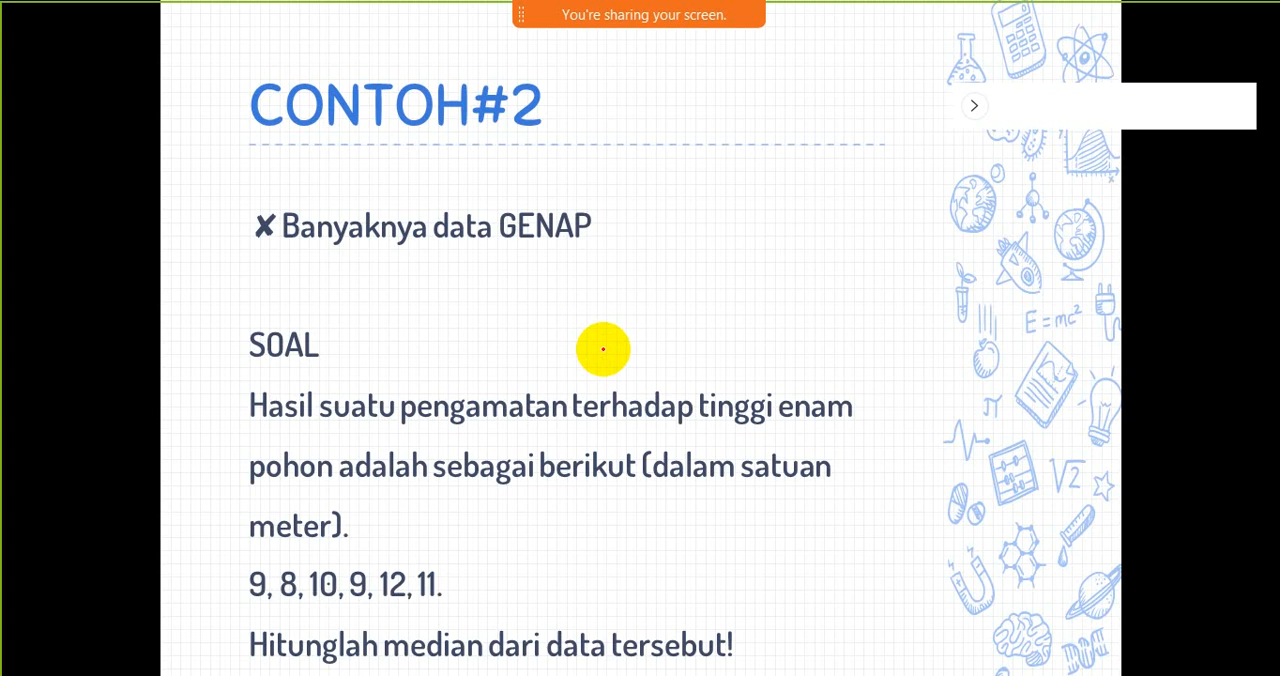 You're sharing your screen.
CONTOH#2
✘ Banyaknya data GENAP
SOAL
Hasil suatu pengamatan terhadap tinggi enam
pohon adalah sebagai berikut (dalam satuan
meter).
9, 8, 10, 9, 12, 11.
Hitunglah median dari data tersebut!
E = mc²
π
√2
x